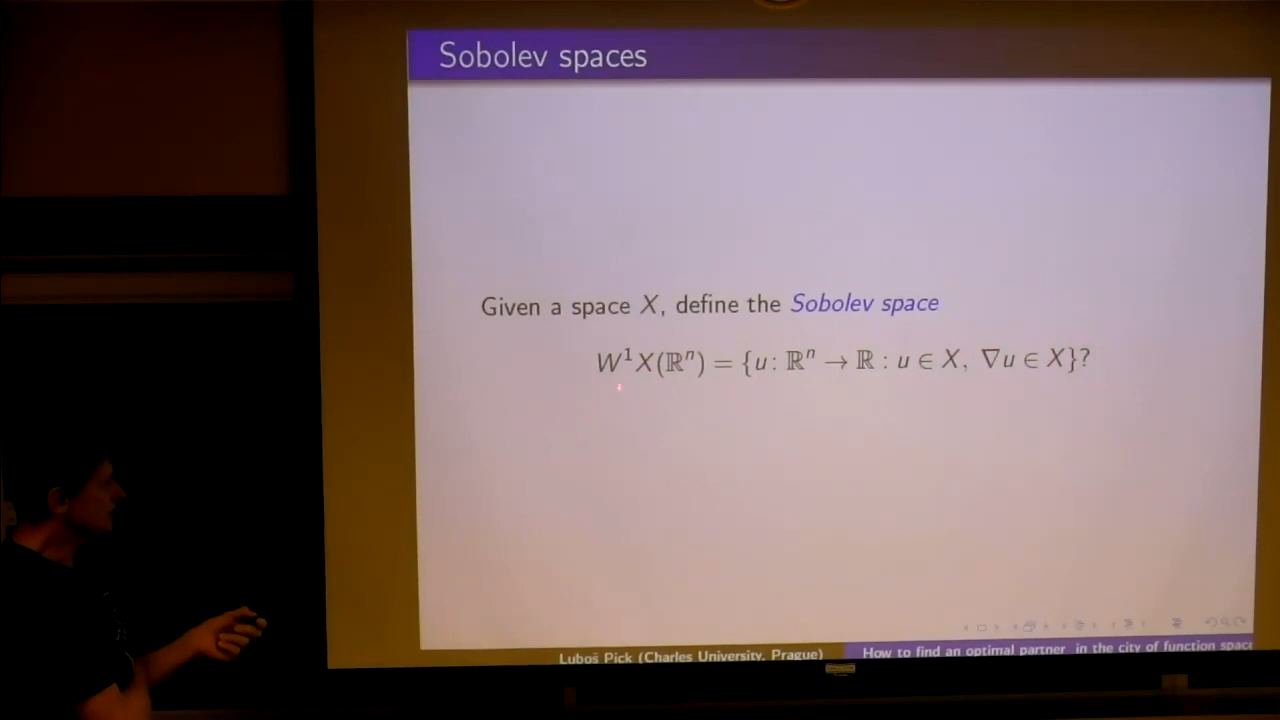 Sobolev spaces
Given a space X, define the Sobolev space
W¹X(ℝⁿ) = {u: ℝⁿ → ℝ : u ∈ X, ∇u ∈ X}?
Luboš Pick (Charles University, Prague)
How to find an optimal partner in the city of function space